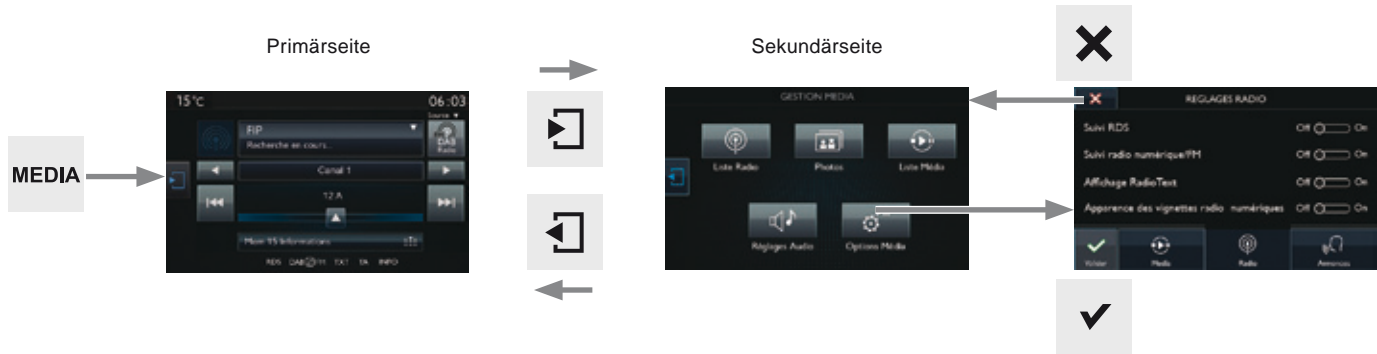 Primärseite
Sekundärseite
MEDIA
15°C
06:03
Source
FIP
Recherche en cours...
DAB
Radio
Canal 1
12 A
RDS DAB FM TXT TA INFO
GESTION MEDIA
Liste Radio
Photos
Liste Média
Réglages Audio
Options Média
REGLAGES RADIO
Suivi RDS
Off On
Suivi radio numérique/FM
Off On
Affichage RadioText
Off On
Apparence des vignettes radio numériques
Off On
Valider
Media
Radio
Annonces